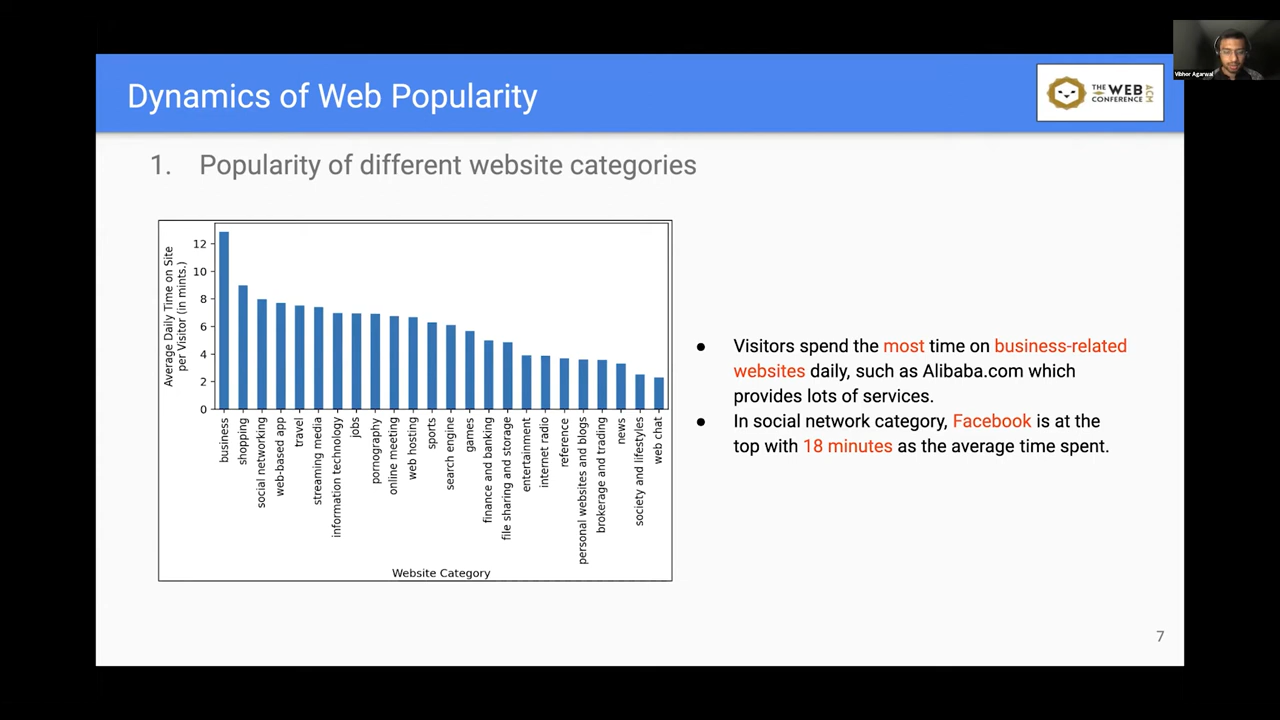 Vibhor Agarwal
Dynamics of Web Popularity
THE WEB CONFERENCE ACM
1. Popularity of different website categories
Average Daily Time on Site
per Visitor (in mints.)
12
10
8
6
4
2
0
business
shopping
social networking
web-based app
travel
streaming media
information technology
jobs
pornography
online meeting
web hosting
sports
search engine
games
finance and banking
file sharing and storage
entertainment
internet radio
reference
personal websites and blogs
brokerage and trading
news
society and lifestyles
web chat
Website Category
● Visitors spend the most time on business-related
websites daily, such as Alibaba.com which
provides lots of services.
● In social network category, Facebook is at the
top with 18 minutes as the average time spent.
7